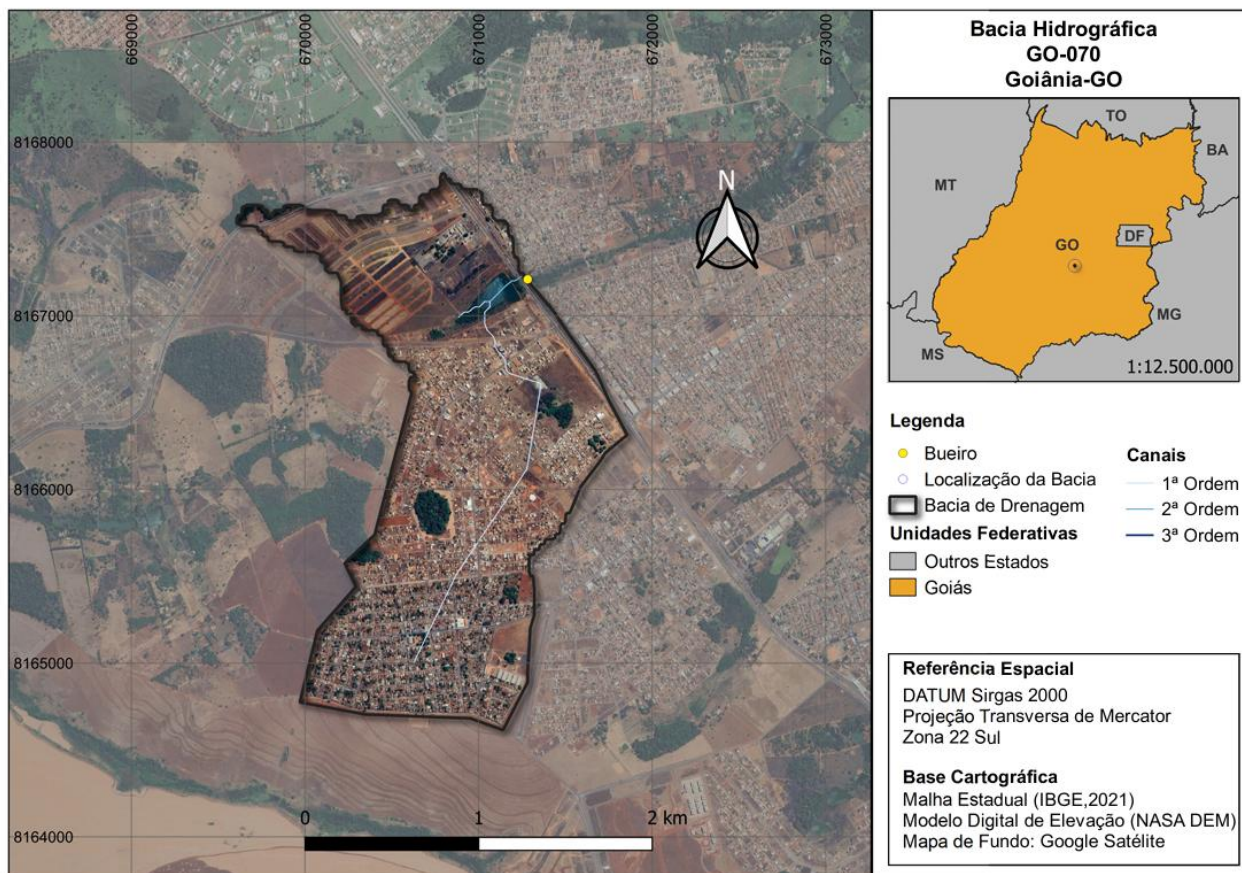 669000
670000
671000
672000
673000
8168000
8167000
8166000
8165000
8164000
N
0
1
2 km
Bacia Hidrográfica
GO-070
Goiânia-GO
TO
BA
MT
DF
GO
MG
MS
1:12.500.000
Legenda
Bueiro
Localização da Bacia
Bacia de Drenagem
Unidades Federativas
Outros Estados
Goiás
Canais
1ª Ordem
2ª Ordem
3ª Ordem
Referência Espacial
DATUM Sirgas 2000
Projeção Transversa de Mercator
Zona 22 Sul
Base Cartográfica
Malha Estadual (IBGE,2021)
Modelo Digital de Elevação (NASA DEM)
Mapa de Fundo: Google Satélite